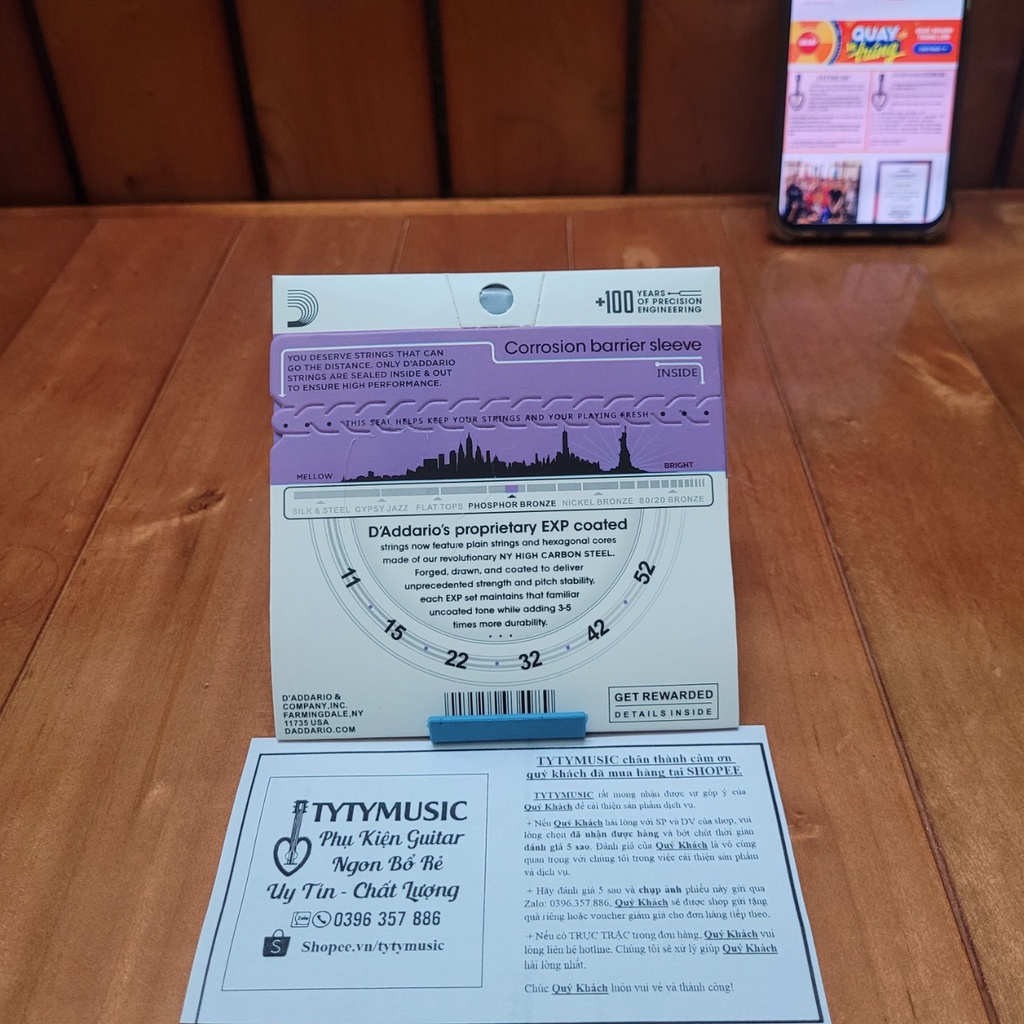 QUAY
+100 YEARS OF PRECISION ENGINEERING
YOU DESERVE STRINGS THAT CAN
GO THE DISTANCE. ONLY D'ADDARIO
STRINGS ARE SEALED INSIDE & OUT
TO ENSURE HIGH PERFORMANCE.
Corrosion barrier sleeve
INSIDE
THIS SEAL HELPS KEEP YOUR STRINGS AND YOUR PLAYING FRESH
MELLOW
BRIGHT
SILK & STEEL GYPSY JAZZ FLAT TOPS PHOSPHOR BRONZE NICKEL BRONZE 80/20 BRONZE
D'Addario's proprietary EXP coated
strings now feature plain strings and hexagonal cores
made of our revolutionary NY HIGH CARBON STEEL.
Forged, drawn, and coated to deliver
unprecedented strength and pitch stability,
each EXP set maintains that familiar
uncoated tone while adding 3-5
times more durability.
11
15
22
32
42
52
D'ADDARIO &
COMPANY,INC.
FARMINGDALE,NY
11735 USA
DADDARIO.COM
GET REWARDED
DETAILS INSIDE
TYTYMUSIC
Phụ Kiện Guitar
Ngon Bổ Rẻ
Uy Tín - Chất Lượng
Zalo 0396 357 886
Shopee.vn/tytymusic
TYTYMUSIC chân thành cảm ơn
quý khách đã mua hàng tại SHOPEE
TYTYMUSIC rất mong nhận được sự góp ý của
Quý Khách để cải thiện sản phẩm dịch vụ.
+ Nếu Quý Khách hài lòng với SP và DV của shop, vui
lòng chọn đã nhận được hàng và bớt chút thời gian
đánh giá 5 sao. Đánh giá của Quý Khách là vô cùng
quan trọng với chúng tôi trong việc cải thiện sản phẩm
và dịch vụ.
+ Hãy đánh giá 5 sao và chụp ảnh phiếu này gửi qua
Zalo: 0396.357.886, Quý Khách sẽ được shop gửi tặng
quà riêng hoặc voucher giảm giá cho đơn hàng tiếp theo.
+ Nếu có TRỤC TRẶC trong đơn hàng, Quý Khách vui
lòng liên hệ hotline. Chúng tôi sẽ xử lý giúp Quý Khách
hài lòng nhất.
Chúc Quý Khách luôn vui vẻ và thành công!